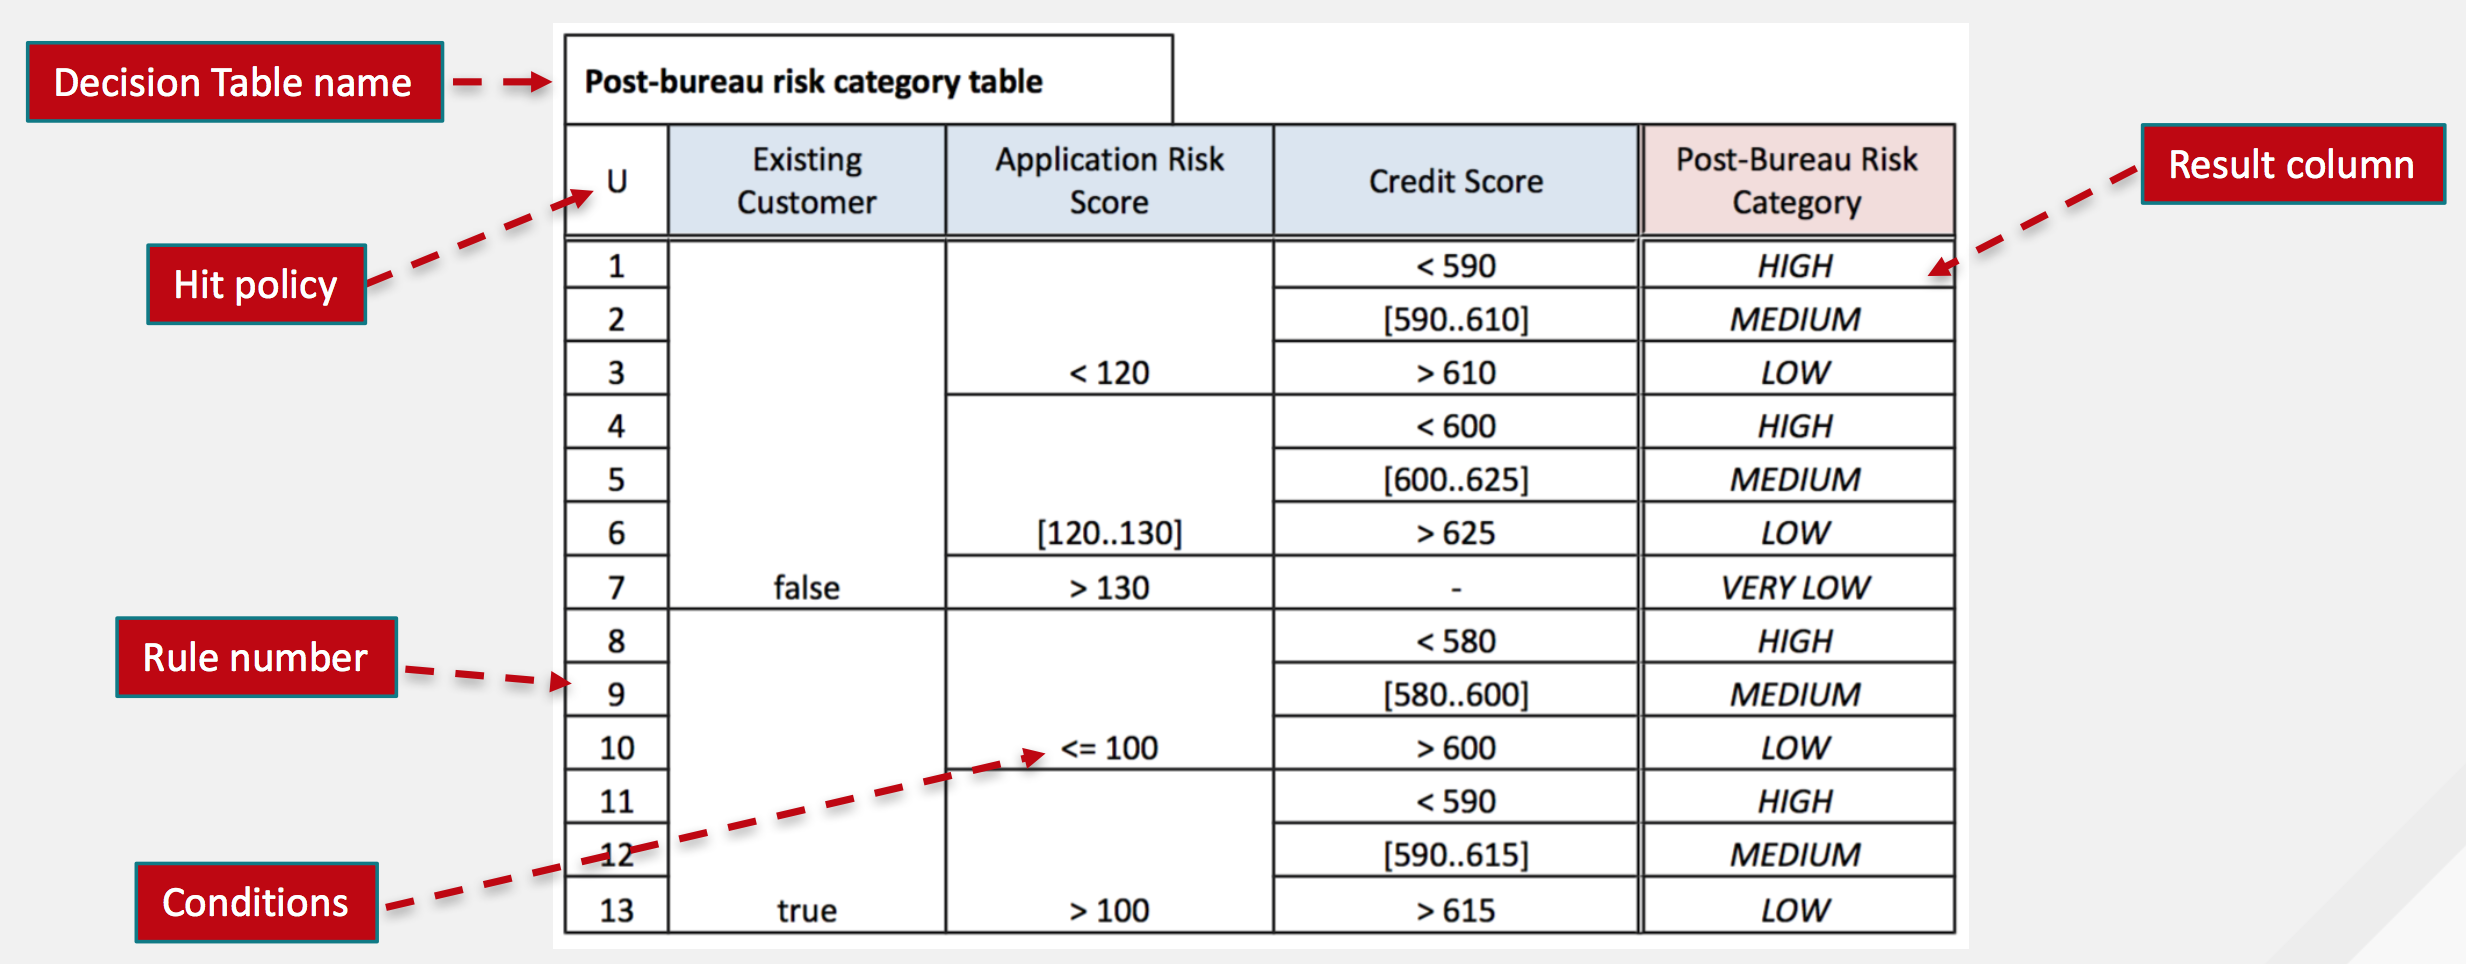 Decision Table name
Post-bureau risk category table
Result column
Hit policy
U
Existing
Customer
Application Risk
Score
Credit Score
Post-Bureau Risk
Category
1 < 590 HIGH
2 [590..610] MEDIUM
3 < 120 > 610 LOW
4 < 600 HIGH
5 [600..625] MEDIUM
6 [120..130] > 625 LOW
7 false > 130 - VERY LOW
Rule number
8 < 580 HIGH
9 [580..600] MEDIUM
10 <= 100 > 600 LOW
11 < 590 HIGH
12 [590..615] MEDIUM
Conditions
13 true > 100 > 615 LOW